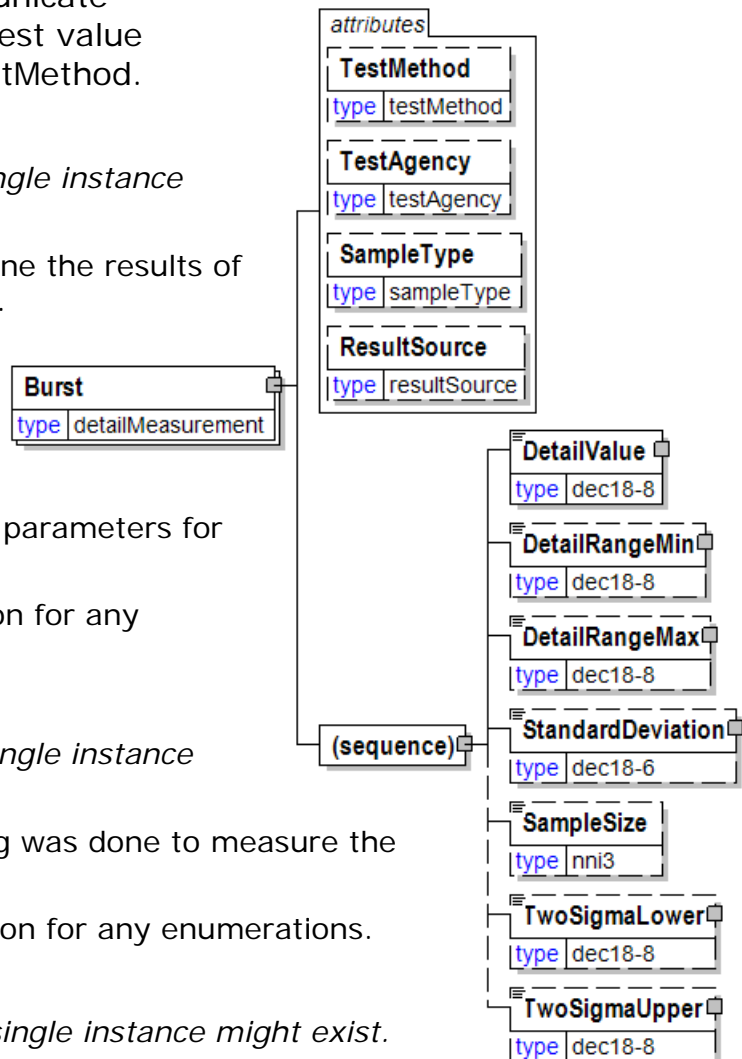 est value
tMethod.
ngle instance
ne the results of
parameters for
on for any
ngle instance
g was done to measure the
on for any enumerations.
single instance might exist.
Burst
type detailMeasurement
attributes
TestMethod
type testMethod
TestAgency
type testAgency
SampleType
type sampleType
ResultSource
type resultSource
(sequence)
DetailValue
type dec18-8
DetailRangeMin
type dec18-8
DetailRangeMax
type dec18-8
StandardDeviation
type dec18-6
SampleSize
type nni3
TwoSigmaLower
type dec18-8
TwoSigmaUpper
type dec18-8